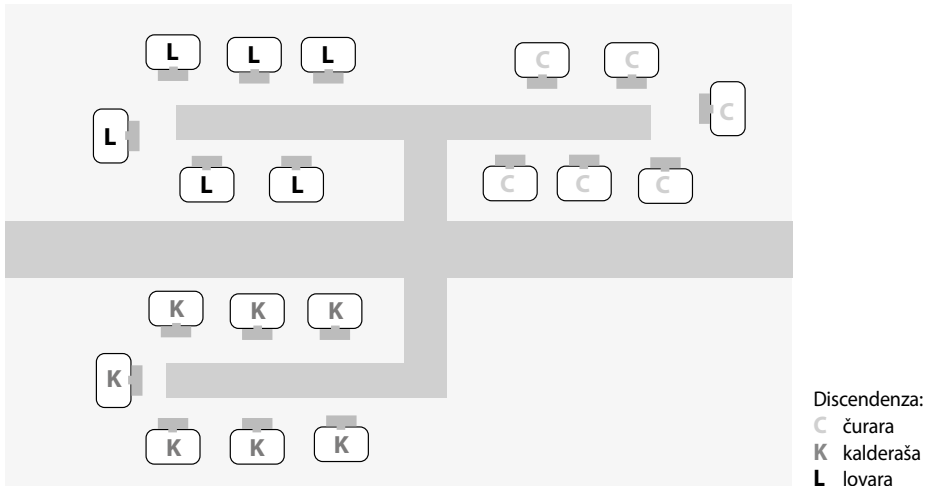 L L L C C
L C
L L C C C
K K K
K
K K K
Discendenza:
C čurara
K kalderaša
L lovara